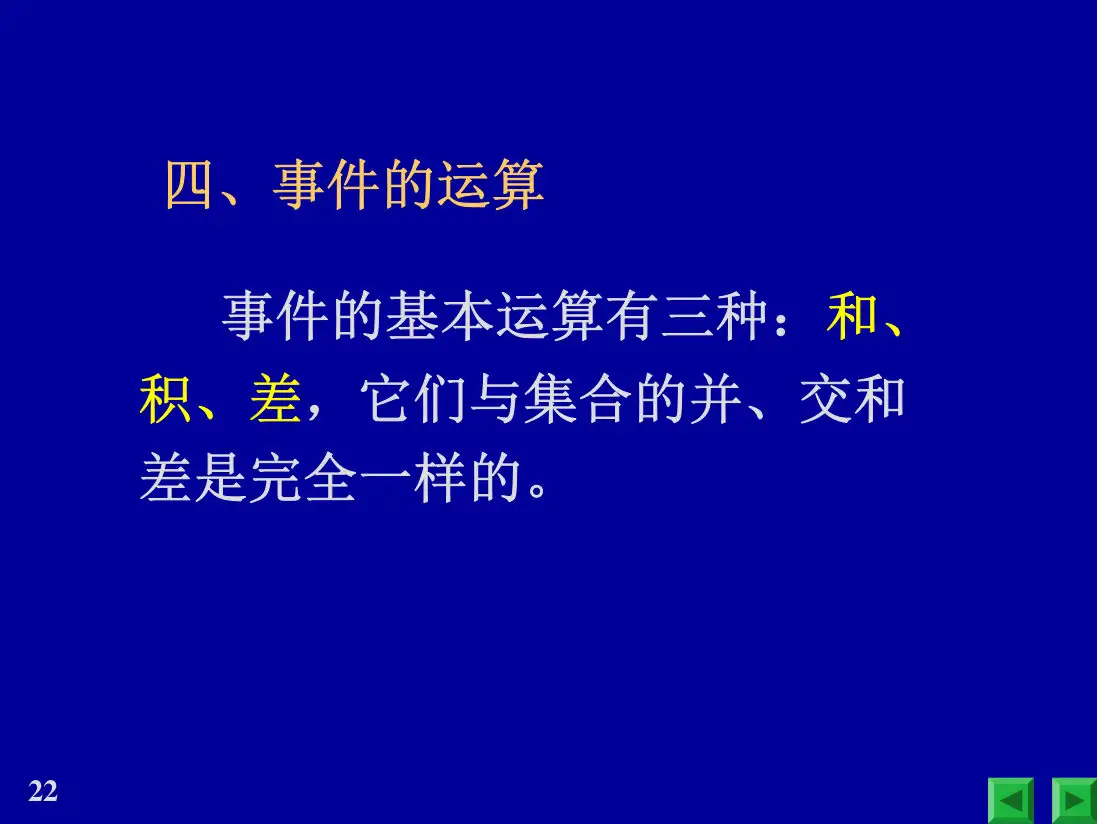 四、事件的运算
事件的基本运算有三种：和、
积、差，它们与集合的并、交和
差是完全一样的。
22